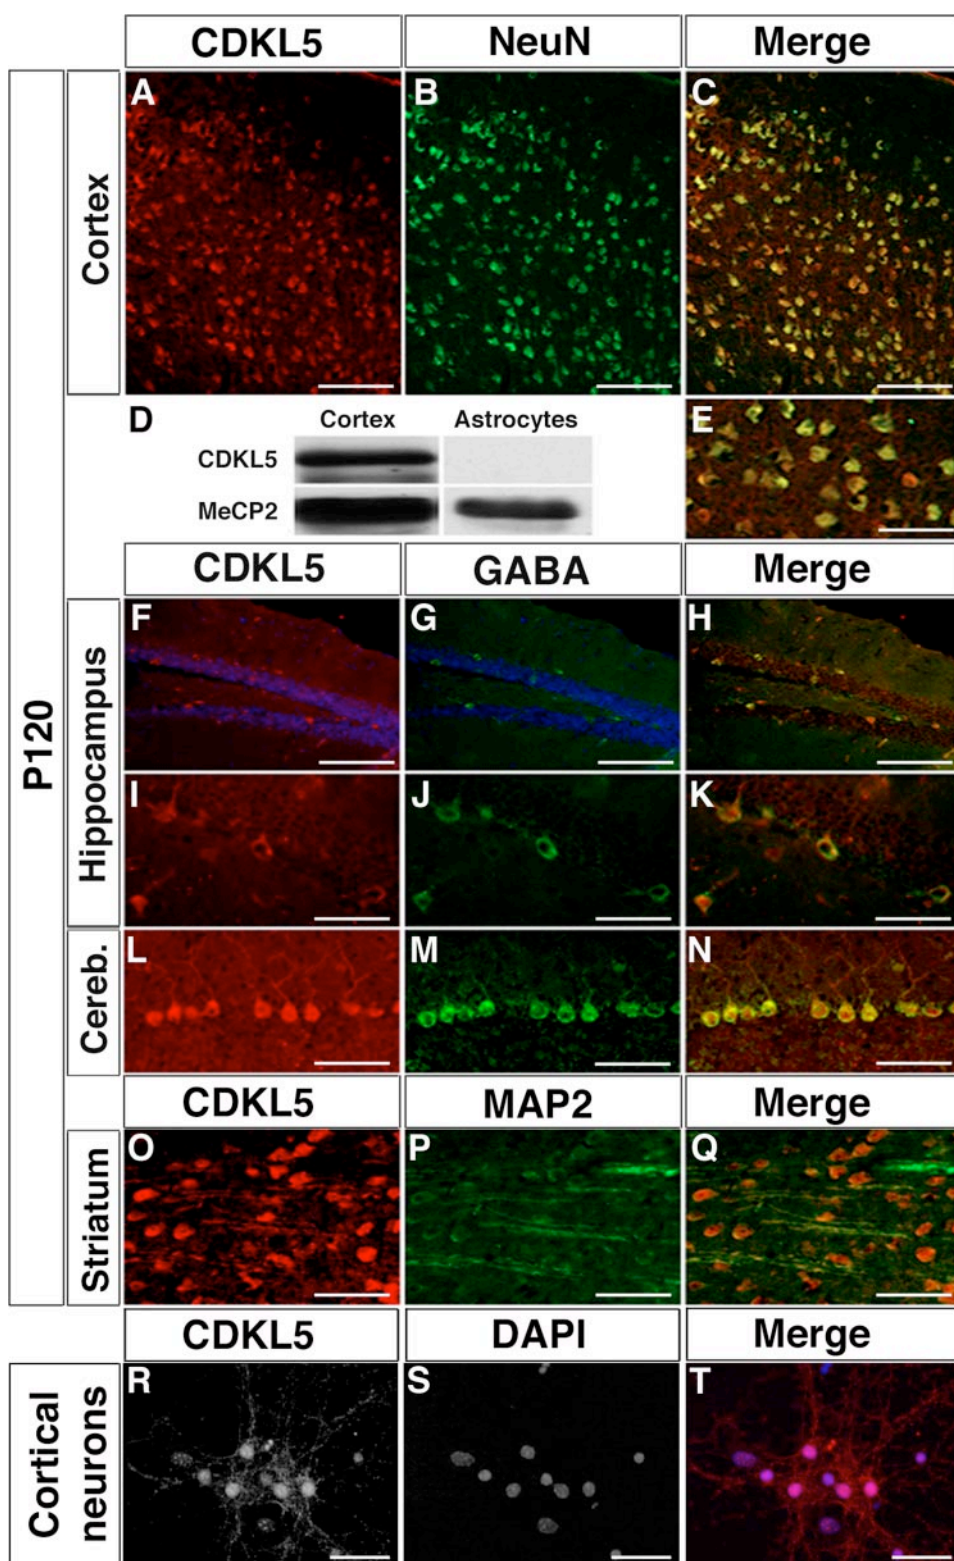 CDKL5 NeuN Merge
P120
Cortex
A B C
D Cortex Astrocytes E
CDKL5
MeCP2
CDKL5 GABA Merge
Hippocampus
F G H
I J K
Cereb.
L M N
CDKL5 MAP2 Merge
Striatum
O P Q
CDKL5 DAPI Merge
Cortical
neurons
R S T